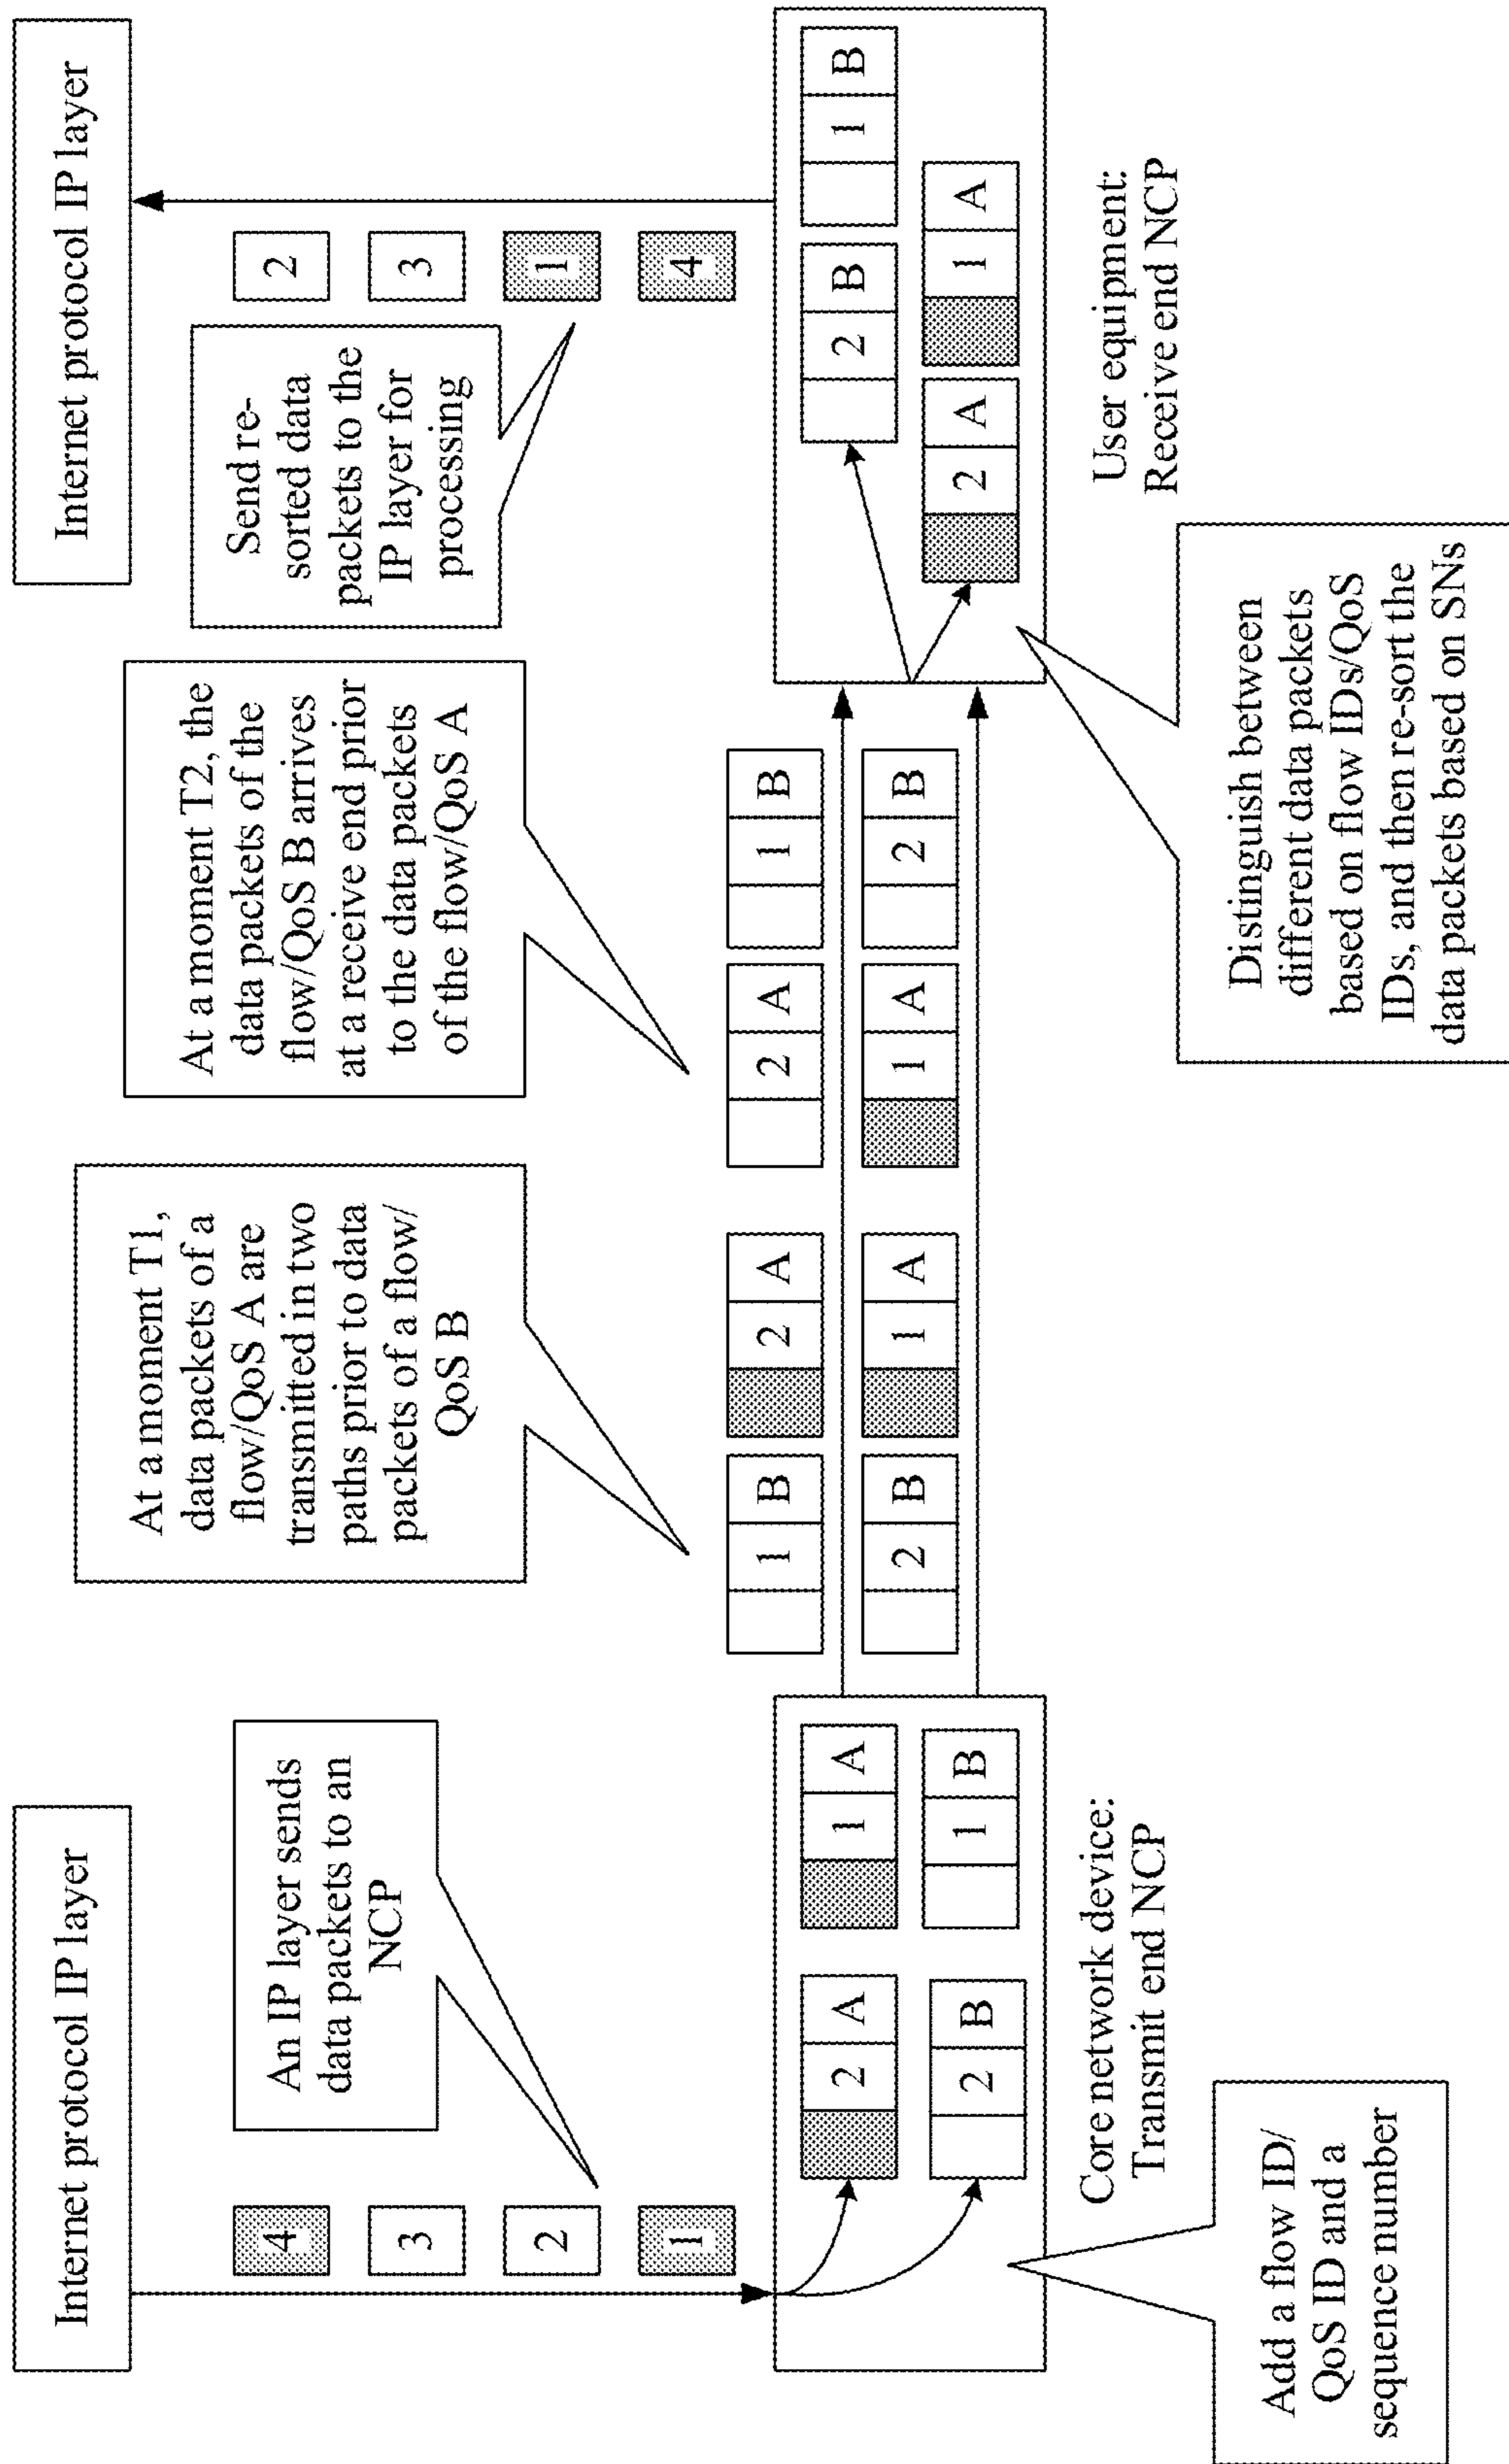 Internet protocol IP layer
4
3
2
1
An IP layer sends
data packets to an
NCP
2 A
1 A
2 B
1 B
Core network device:
Transmit end NCP
Add a flow ID/
QoS ID and a
sequence number
At a moment T1,
data packets of a
flow/QoS A are
transmitted in two
paths prior to data
packets of a flow/
QoS B
1 B
2 A
2 B
1 A
At a moment T2, the
data packets of the
flow/QoS B arrives
at a receive end prior
to the data packets
of the flow/QoS A
2 A
1 B
1 A
2 B
Internet protocol IP layer
Send re-
sorted data
packets to the
IP layer for
processing
2
3
1
4
2 B
1 B
2 A
1 A
User equipment:
Receive end NCP
Distinguish between
different data packets
based on flow IDs/QoS
IDs, and then re-sort the
data packets based on SNs